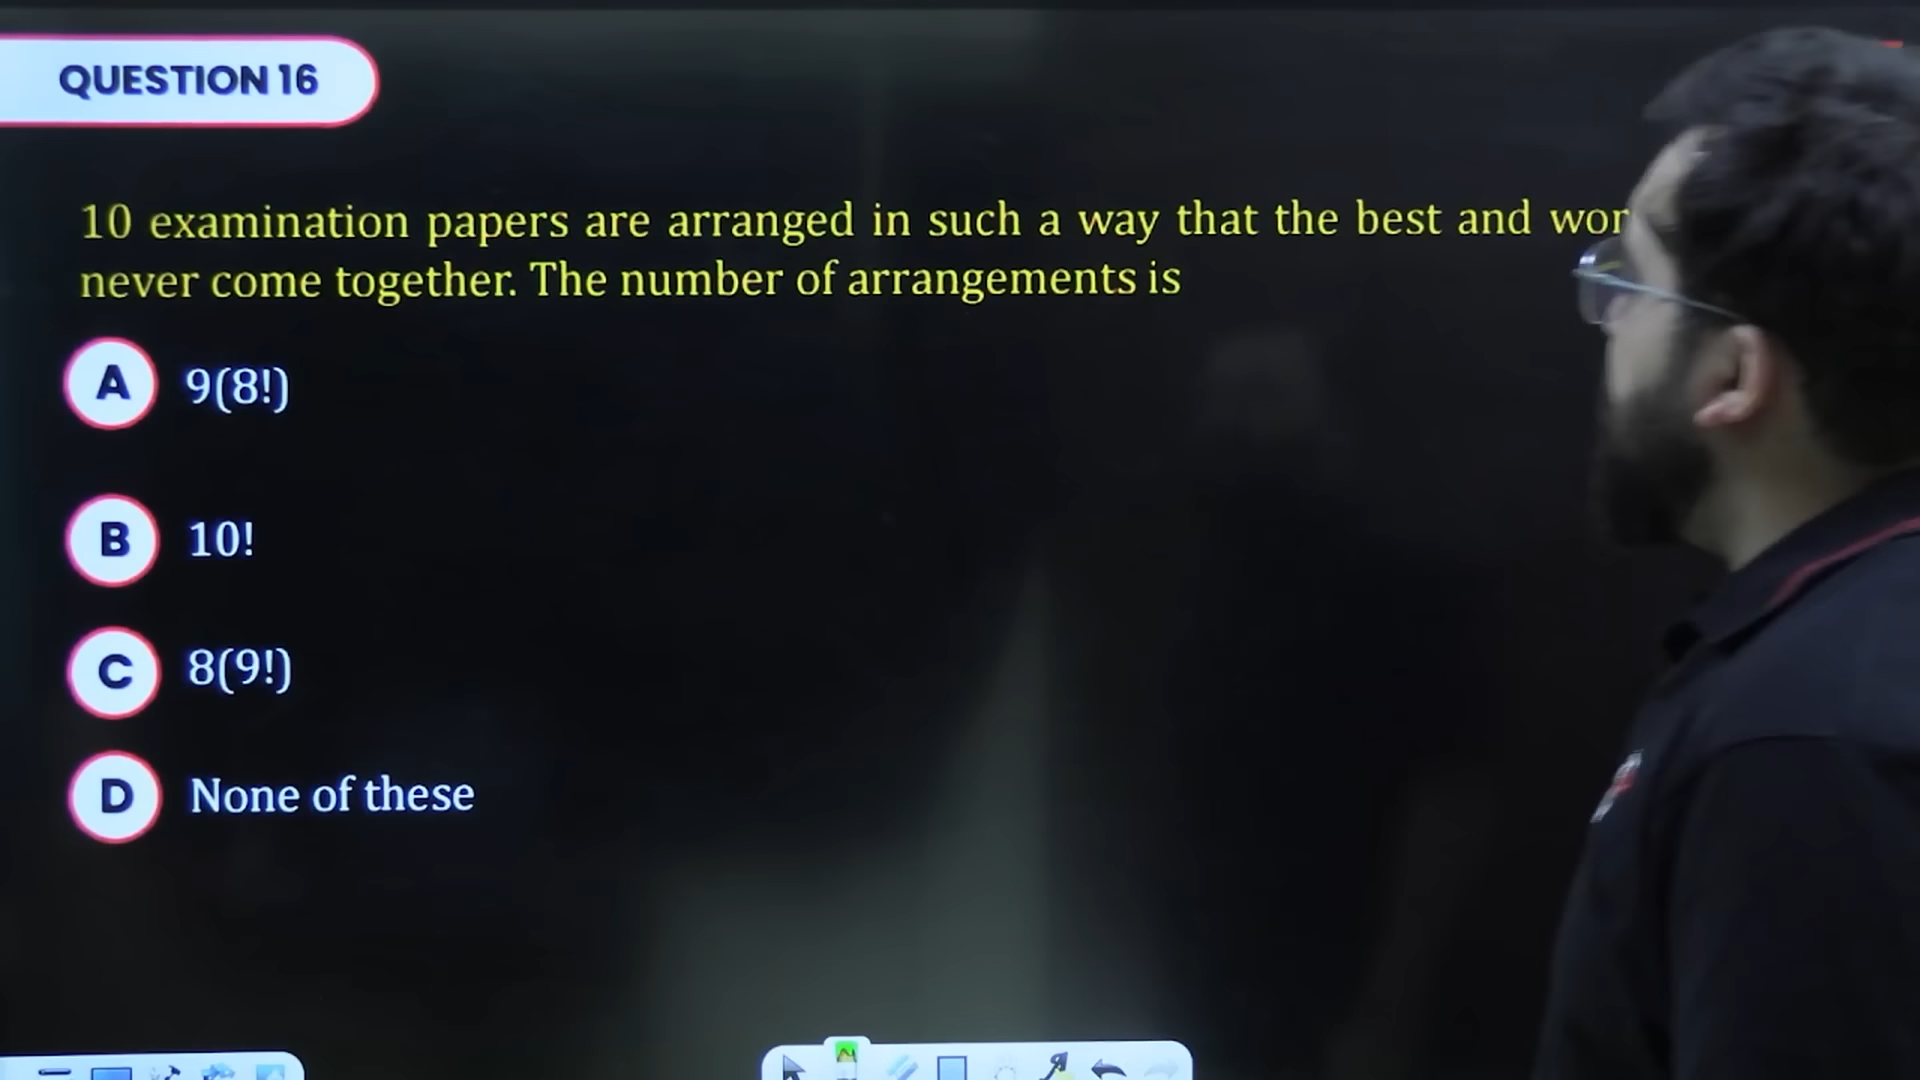 QUESTION 16
10 examination papers are arranged in such a way that the best and
never come together. The number of arrangements is
A 9(8!)
B 10!
C 8(9!)
D None of these